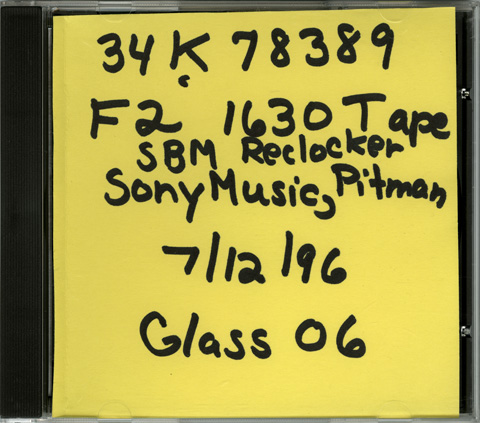 34K 78389
F2 1630 Tape
SBM Reclocker
Sony Music, Pitman
7/12/96
Glass 06